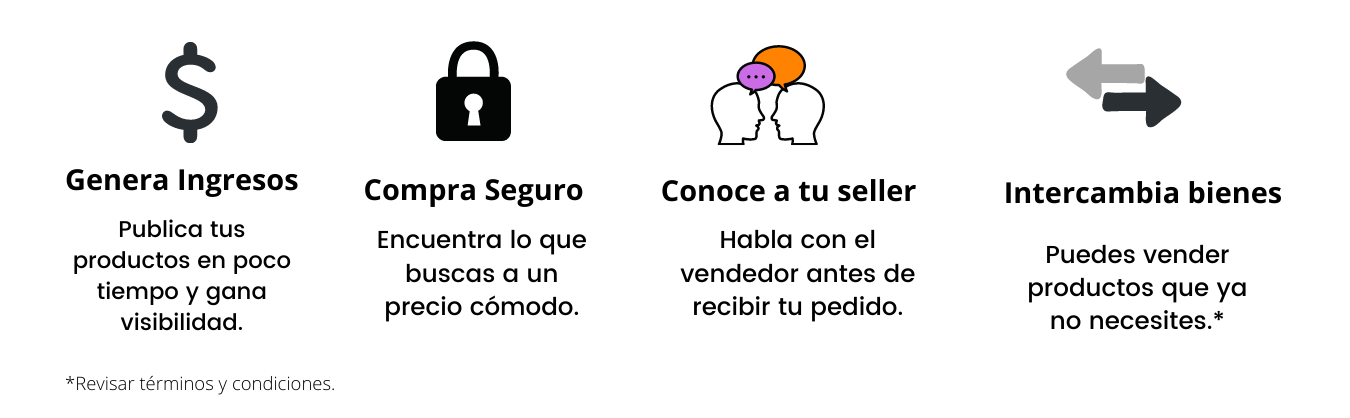 Genera Ingresos
Publica tus
productos en poco
tiempo y gana
visibilidad.
Compra Seguro
Encuentra lo que
buscas a un
precio cómodo.
Conoce a tu seller
Habla con el
vendedor antes de
recibir tu pedido.
Intercambia bienes
Puedes vender
productos que ya
no necesites.*
*Revisar términos y condiciones.